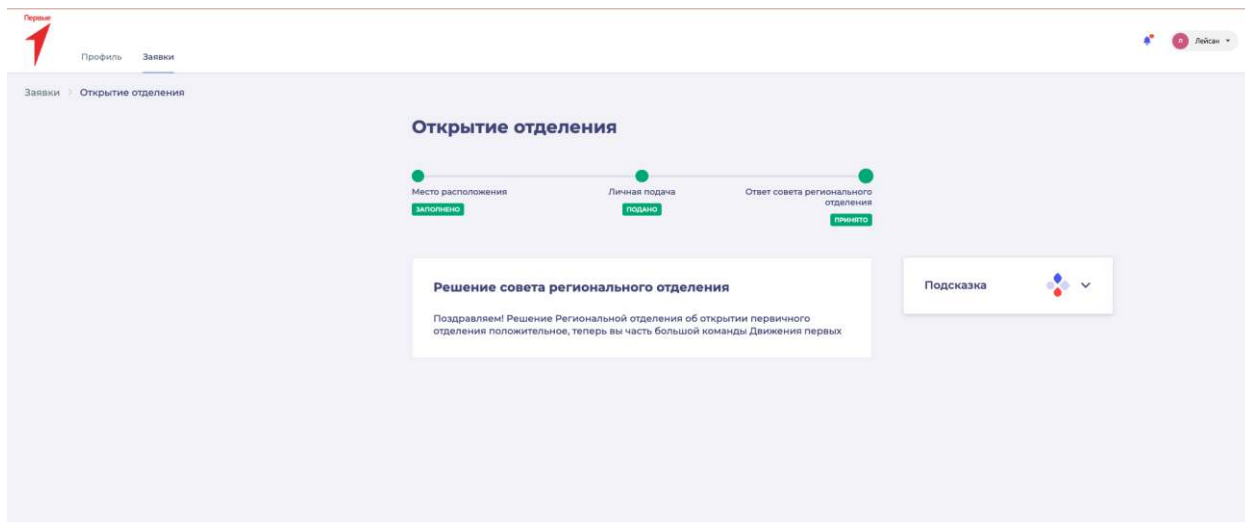 Первые
Профиль Заявки
Л Лейсан
Заявки Открытие отделения
Открытие отделения
Место расположения
ЗАПОЛНЕНО
Личная подача
ПОДАНО
Ответ совета регионального
отделения
ПРИНЯТО
Решение совета регионального отделения
Поздравляем! Решение Региональной отделения об открытии первичного
отделения положительное, теперь вы часть большой команды Движения первых
Подсказка